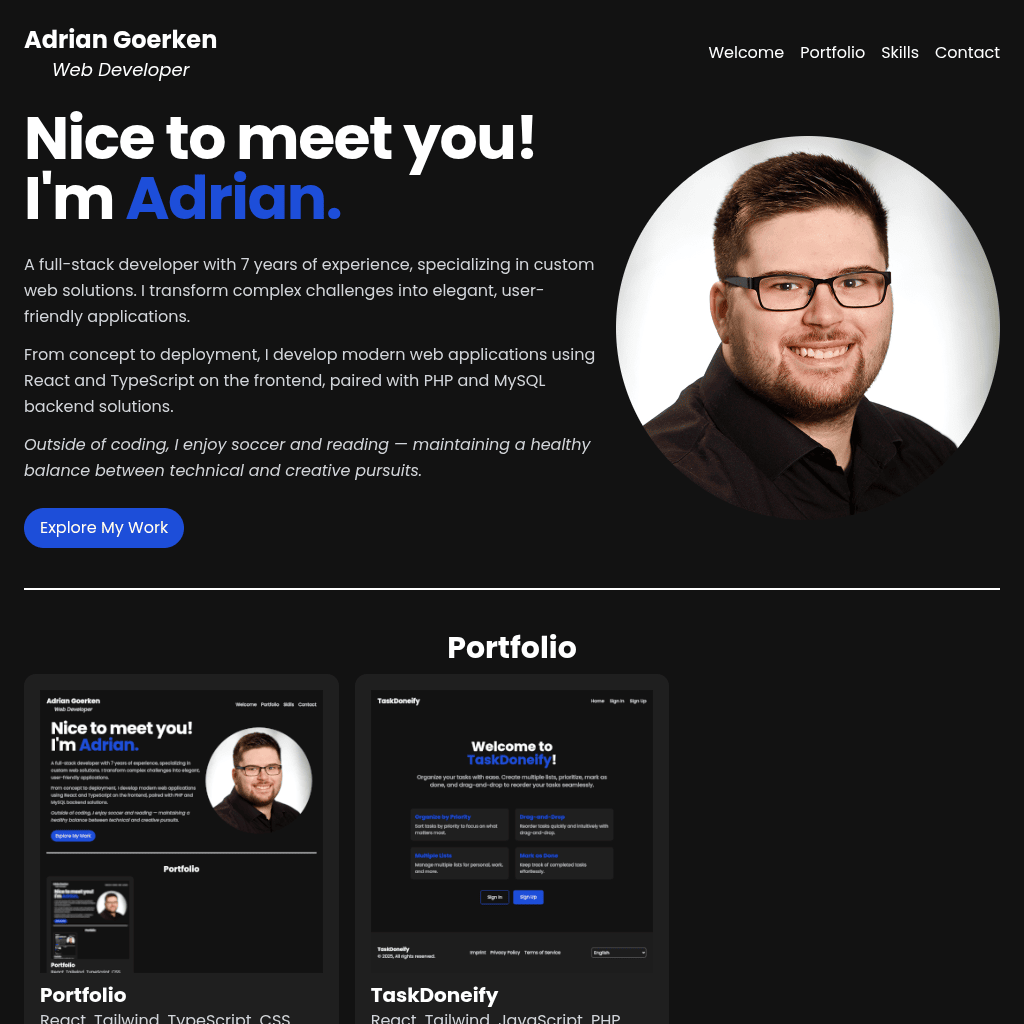 Adrian Goerken
Web Developer
Welcome Portfolio Skills Contact
Nice to meet you!
I'm Adrian.
A full-stack developer with 7 years of experience, specializing in custom
web solutions. I transform complex challenges into elegant, user-
friendly applications.
From concept to deployment, I develop modern web applications using
React and TypeScript on the frontend, paired with PHP and MySQL
backend solutions.
Outside of coding, I enjoy soccer and reading — maintaining a healthy
balance between technical and creative pursuits.
Explore My Work
Portfolio
Adrian Goerken
Web Developer
Welcome Portfolio Skills Contact
Nice to meet you!
I'm Adrian.
A full-stack developer with 7 years of experience, specializing in
custom web solutions. I transform complex challenges into elegant,
user-friendly applications.
From concept to deployment, I develop modern web applications
using React and TypeScript on the frontend, paired with PHP and
MySQL backend solutions.
Outside of coding, I enjoy soccer and reading — maintaining a
healthy balance between technical and creative pursuits.
Explore My Work
Portfolio
Portfolio
Portfolio
React, Tailwind, TypeScript, CSS
TaskDoneify
Home Sign In Sign Up
Welcome to
TaskDoneify!
Organize your tasks with ease. Create multiple lists, prioritize, mark as
done, and drag-and-drop to reorder your tasks seamlessly.
Organize by Priority
Sort tasks by priority to focus on what
matters most.
Drag-and-Drop
Reorder tasks quickly and intuitively with
drag-and-drop.
Multiple Lists
Manage multiple lists for personal, work,
and more.
Mark as Done
Keep track of completed tasks
effortlessly.
Sign In Sign Up
TaskDoneify
© 2025, All rights reserved.
Imprint Privacy Policy Terms of Service
English
TaskDoneify
React, Tailwind, JavaScript, PHP